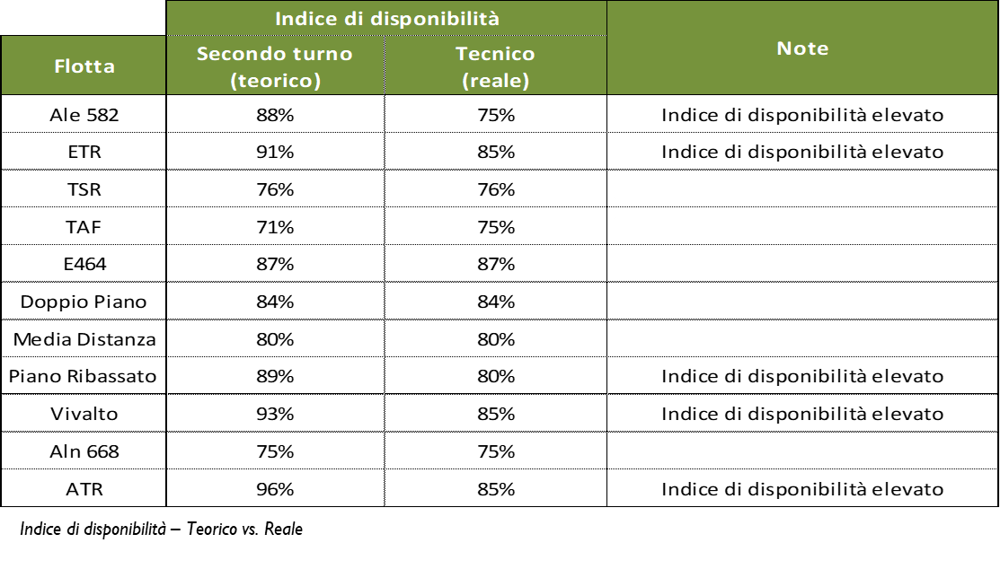 Indice di disponibilità
Flotta Secondo turno (teorico) Tecnico (reale) Note
Ale 582 88% 75% Indice di disponibilità elevato
ETR 91% 85% Indice di disponibilità elevato
TSR 76% 76%
TAF 71% 75%
E464 87% 87%
Doppio Piano 84% 84%
Media Distanza 80% 80%
Piano Ribassato 89% 80% Indice di disponibilità elevato
Vivalto 93% 85% Indice di disponibilità elevato
Aln 668 75% 75%
ATR 96% 85% Indice di disponibilità elevato
Indice di disponibilità – Teorico vs. Reale